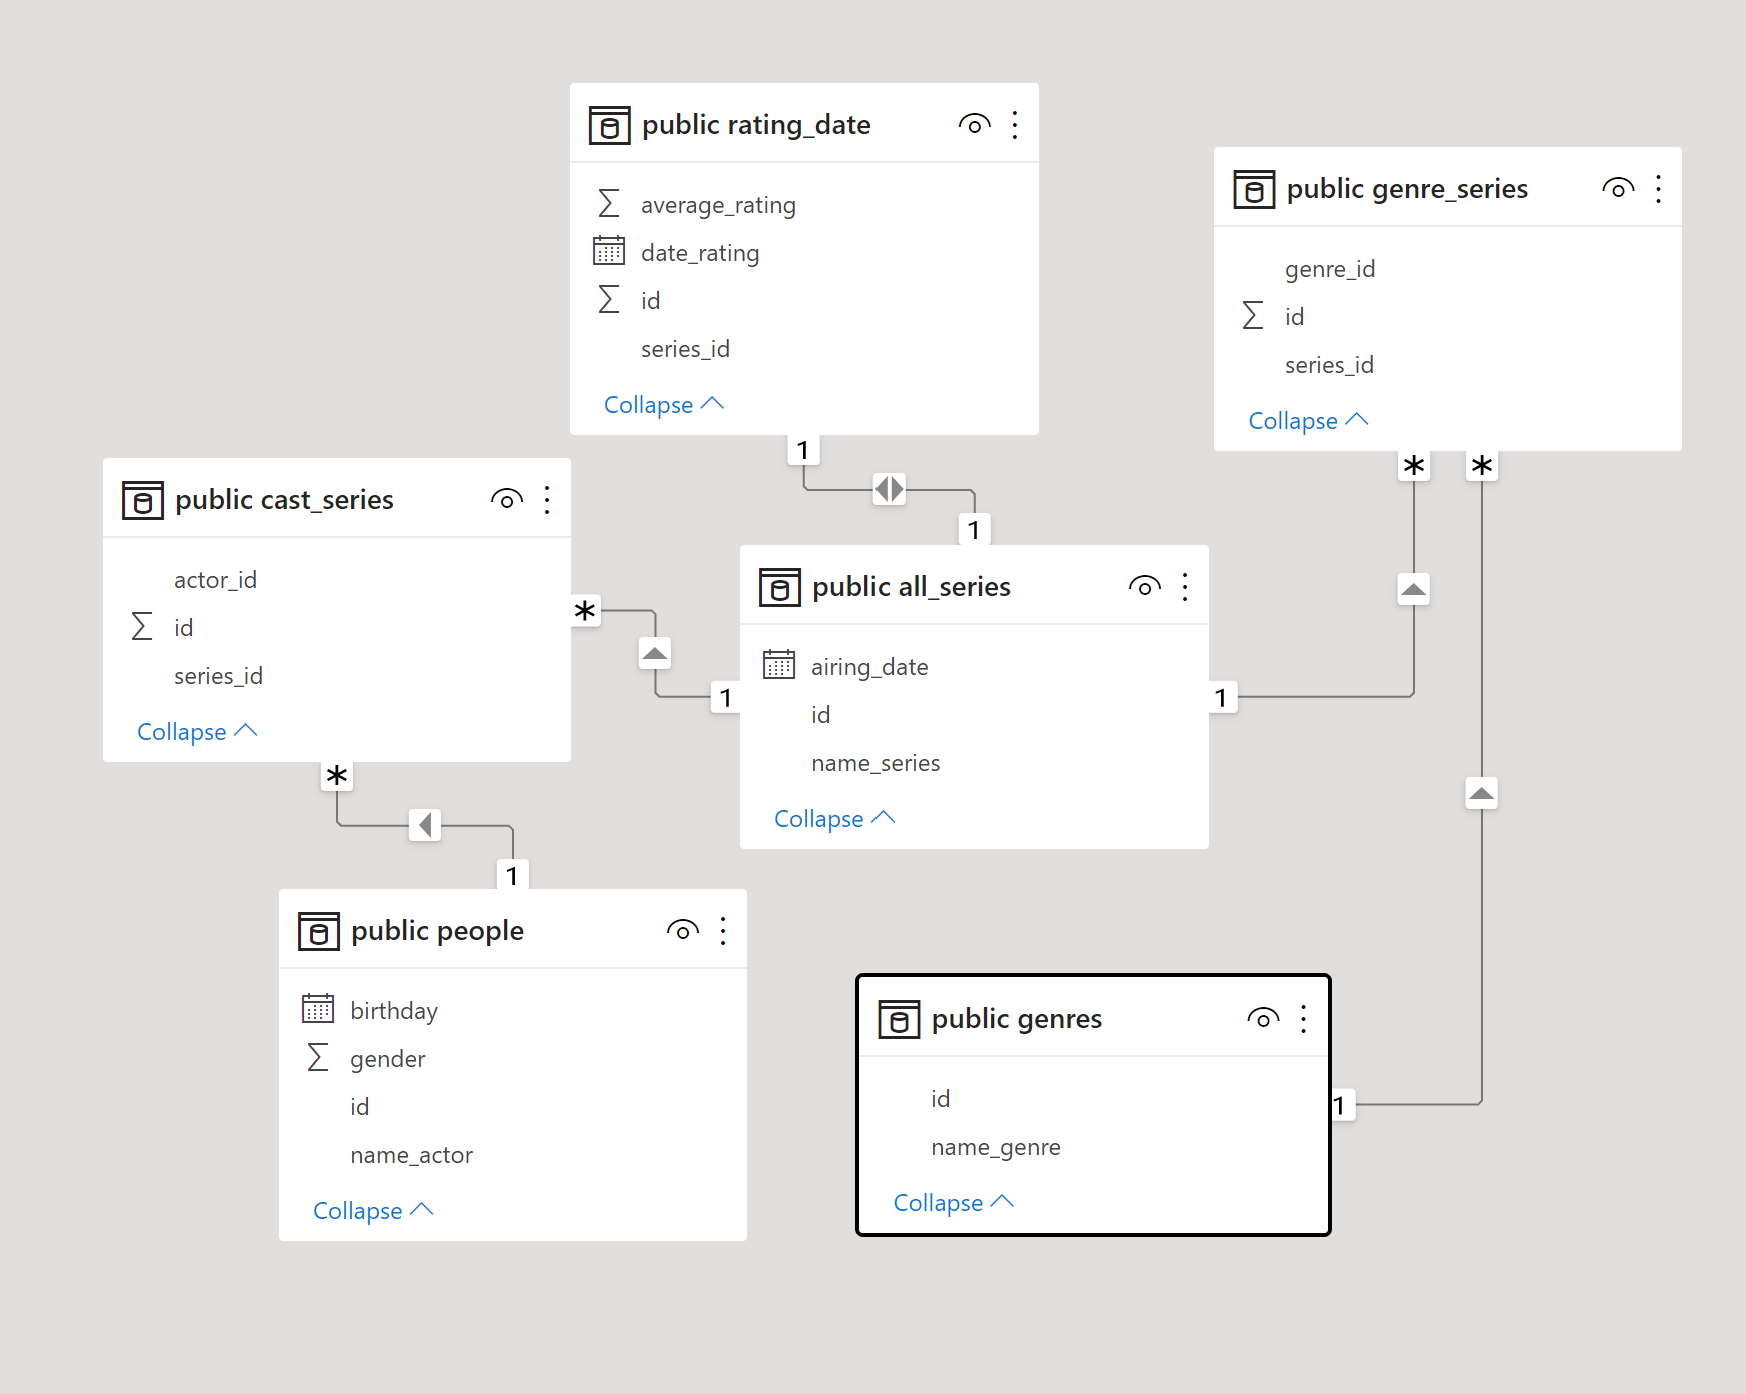 public rating_date
average_rating
date_rating
id
series_id
Collapse
1
public genre_series
genre_id
id
series_id
Collapse
*
*
public cast_series
actor_id
id
series_id
Collapse
*
*
1
public all_series
airing_date
id
name_series
Collapse
1
1
1
public people
birthday
gender
id
name_actor
Collapse
public genres
id
name_genre
Collapse
1